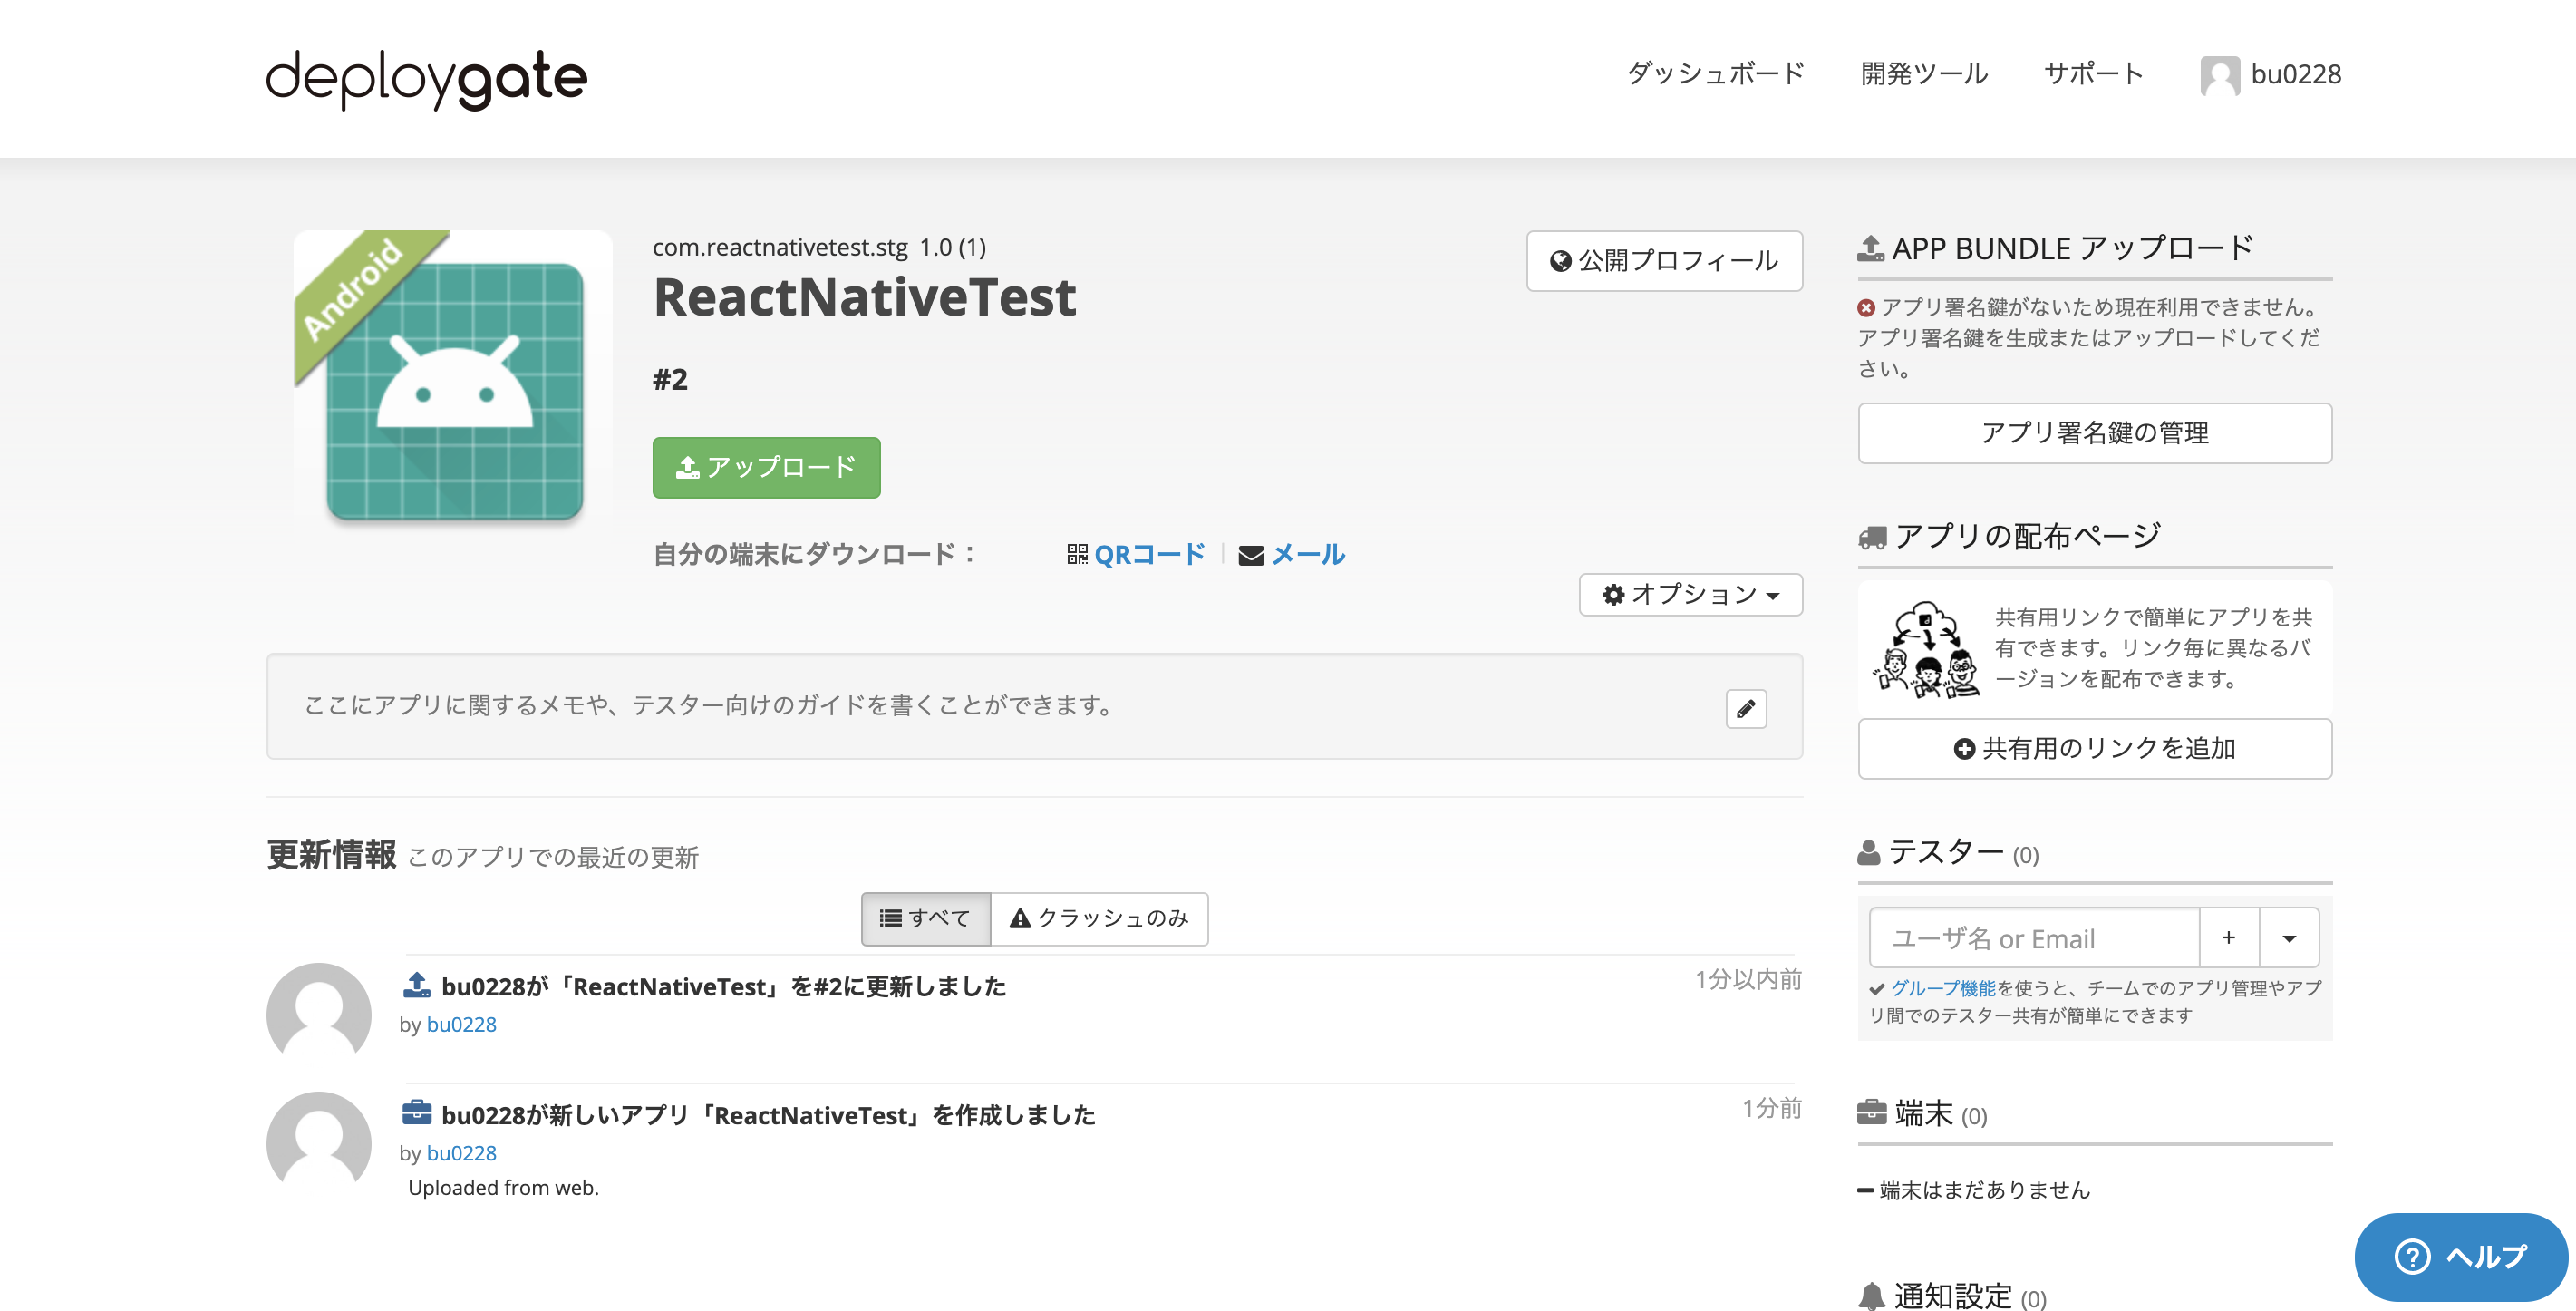 deploygate
ダッシュボード 開発ツール サポート bu0228
Android
com.reactnativetest.stg 1.0 (1)
ReactNativeTest
#2
アップロード
自分の端末にダウンロード： QRコード メール
公開プロフィール
オプション
ここにアプリに関するメモや、テスター向けのガイドを書くことができます。
更新情報 このアプリでの最近の更新
すべて クラッシュのみ
bu0228が「ReactNativeTest」を#2に更新しました 1分以内前
by bu0228
bu0228が新しいアプリ「ReactNativeTest」を作成しました 1分前
by bu0228
Uploaded from web.
APP BUNDLE アップロード
アプリ署名鍵がないため現在利用できません。
アプリ署名鍵を生成またはアップロードしてくだ
さい。
アプリ署名鍵の管理
アプリの配布ページ
共有用リンクで簡単にアプリを共
有できます。リンク毎に異なるバ
ージョンを配布できます。
共有用のリンクを追加
テスター (0)
ユーザ名 or Email +
グループ機能を使うと、チームでのアプリ管理やアプ
リ間でのテスター共有が簡単にできます
端末 (0)
端末はまだありません
通知設定 (0)
ヘルプ